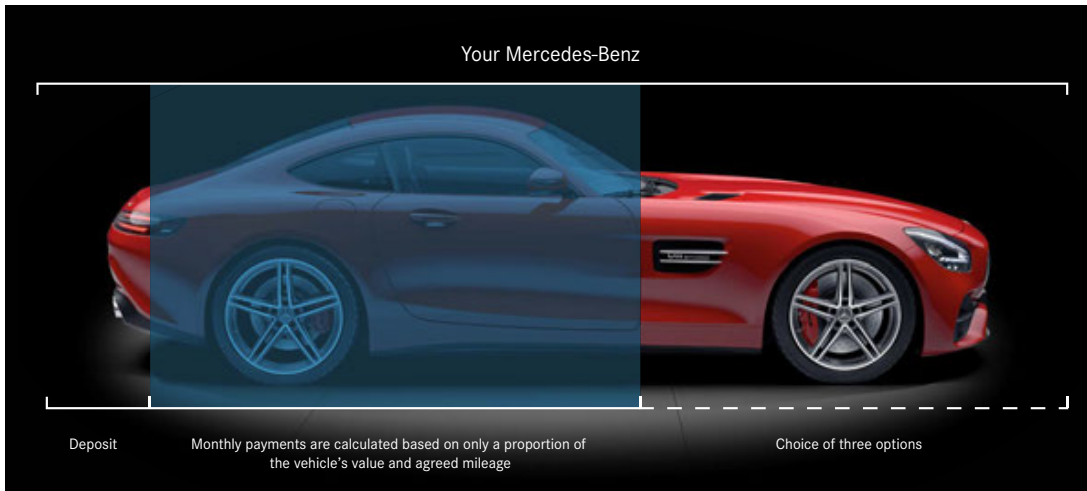 Your Mercedes-Benz
Deposit
Monthly payments are calculated based on only a proportion of
the vehicle's value and agreed mileage
Choice of three options